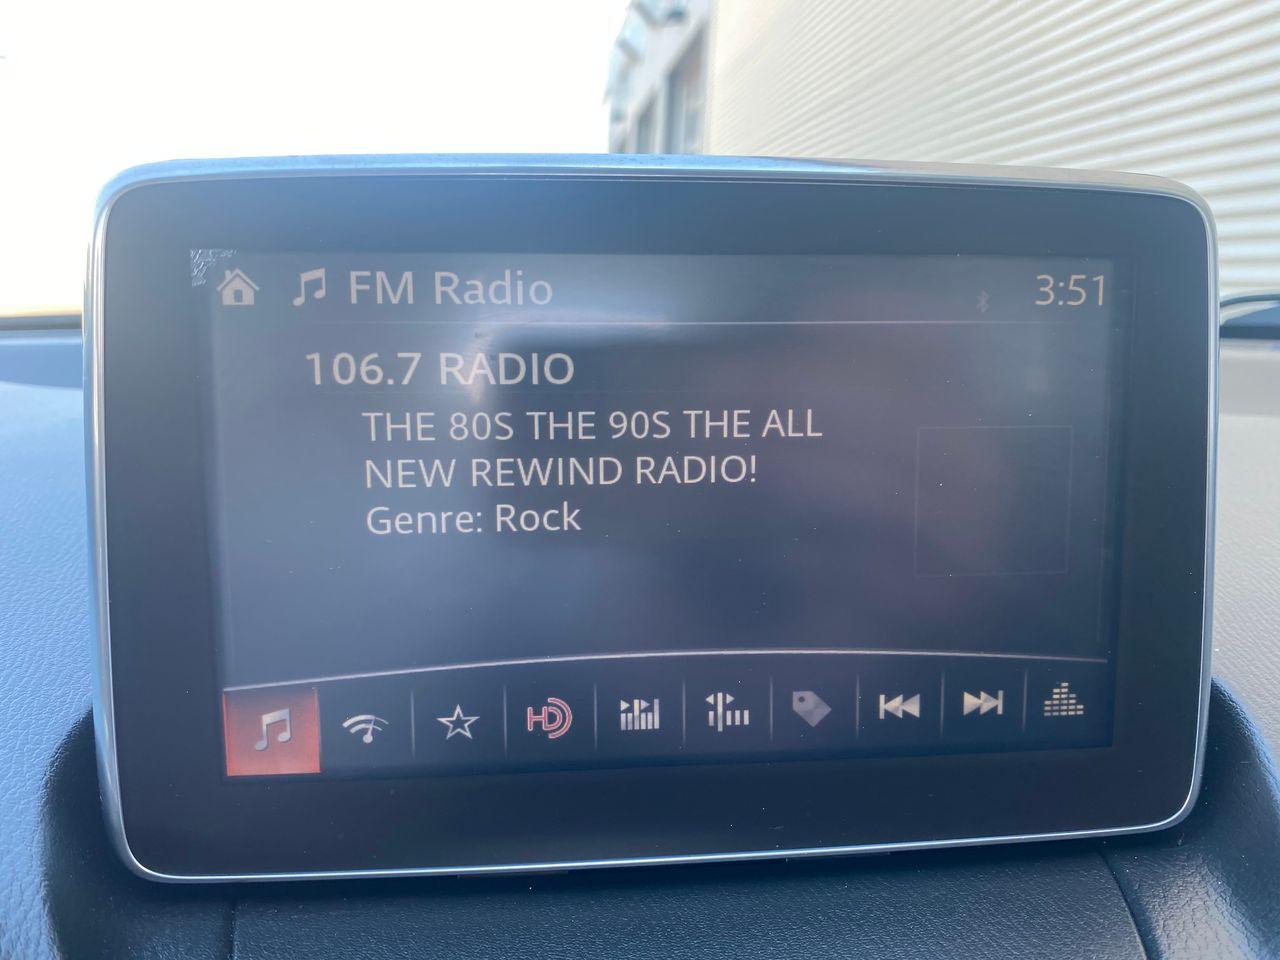 FM Radio
3:51
106.7 RADIO
THE 80S THE 90S THE ALL
NEW REWIND RADIO!
Genre: Rock
HD